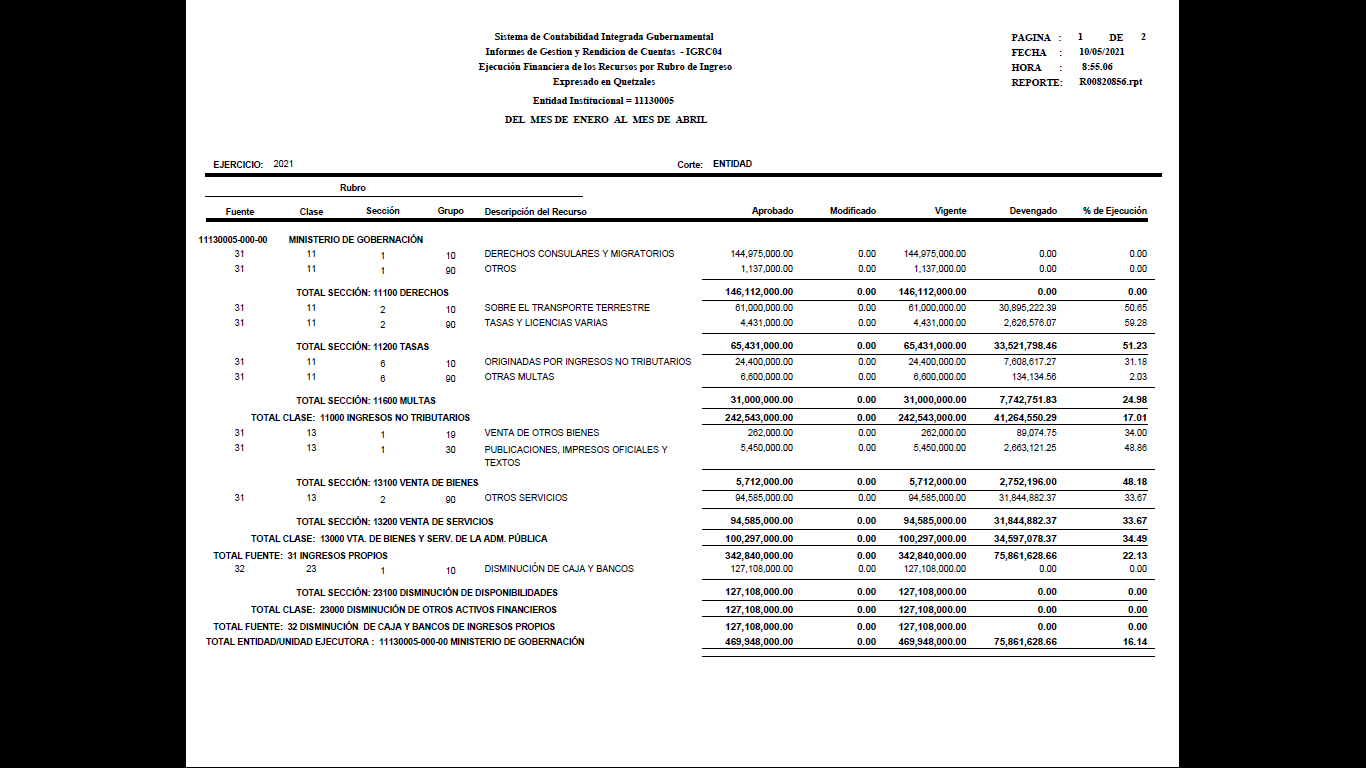 Sistema de Contabilidad Integrada Gubernamental
Informes de Gestion y Rendicion de Cuentas - IGRC04
Ejecución Financiera de los Recursos por Rubro de Ingreso
Expresado en Quetzales
Entidad Institucional = 11130005
DEL MES DE ENERO AL MES DE ABRIL
PAGINA : 1 DE 2
FECHA : 10/05/2021
HORA : 8:55.06
REPORTE: R00820856.rpt
EJERCICIO: 2021 Corte: ENTIDAD
Rubro
Fuente Clase Sección Grupo Descripción del Recurso Aprobado Modificado Vigente Devengado % de Ejecución
11130005-000-00 MINISTERIO DE GOBERNACIÓN
31 11 1 10 DERECHOS CONSULARES Y MIGRATORIOS 144,975,000.00 0.00 144,975,000.00 0.00 0.00
31 11 1 90 OTROS 1,137,000.00 0.00 1,137,000.00 0.00 0.00
TOTAL SECCIÓN: 11100 DERECHOS 146,112,000.00 0.00 146,112,000.00 0.00 0.00
31 11 2 10 SOBRE EL TRANSPORTE TERRESTRE 61,000,000.00 0.00 61,000,000.00 30,895,222.39 50.65
31 11 2 90 TASAS Y LICENCIAS VARIAS 4,431,000.00 0.00 4,431,000.00 2,626,576.07 59.28
TOTAL SECCIÓN: 11200 TASAS 65,431,000.00 0.00 65,431,000.00 33,521,798.46 51.23
31 11 6 10 ORIGINADAS POR INGRESOS NO TRIBUTARIOS 24,400,000.00 0.00 24,400,000.00 7,608,617.27 31.18
31 11 6 90 OTRAS MULTAS 6,600,000.00 0.00 6,600,000.00 134,134.56 2.03
TOTAL SECCIÓN: 11600 MULTAS 31,000,000.00 0.00 31,000,000.00 7,742,751.83 24.98
TOTAL CLASE: 11000 INGRESOS NO TRIBUTARIOS 242,543,000.00 0.00 242,543,000.00 41,264,550.29 17.01
31 13 1 19 VENTA DE OTROS BIENES 262,000.00 0.00 262,000.00 89,074.75 34.00
31 13 1 30 PUBLICACIONES, IMPRESOS OFICIALES Y 5,450,000.00 0.00 5,450,000.00 2,663,121.25 48.86
TEXTOS
TOTAL SECCIÓN: 13100 VENTA DE BIENES 5,712,000.00 0.00 5,712,000.00 2,752,196.00 48.18
31 13 2 90 OTROS SERVICIOS 94,585,000.00 0.00 94,585,000.00 31,844,882.37 33.67
TOTAL SECCIÓN: 13200 VENTA DE SERVICIOS 94,585,000.00 0.00 94,585,000.00 31,844,882.37 33.67
TOTAL CLASE: 13000 VTA. DE BIENES Y SERV. DE LA ADM. PÚBLICA 100,297,000.00 0.00 100,297,000.00 34,597,078.37 34.49
TOTAL FUENTE: 31 INGRESOS PROPIOS 342,840,000.00 0.00 342,840,000.00 75,861,628.66 22.13
32 23 1 10 DISMINUCIÓN DE CAJA Y BANCOS 127,108,000.00 0.00 127,108,000.00 0.00 0.00
TOTAL SECCIÓN: 23100 DISMINUCIÓN DE DISPONIBILIDADES 127,108,000.00 0.00 127,108,000.00 0.00 0.00
TOTAL CLASE: 23000 DISMINUCIÓN DE OTROS ACTIVOS FINANCIEROS 127,108,000.00 0.00 127,108,000.00 0.00 0.00
TOTAL FUENTE: 32 DISMINUCIÓN DE CAJA Y BANCOS DE INGRESOS PROPIOS 127,108,000.00 0.00 127,108,000.00 0.00 0.00
TOTAL ENTIDAD/UNIDAD EJECUTORA : 11130005-000-00 MINISTERIO DE GOBERNACIÓN 469,948,000.00 0.00 469,948,000.00 75,861,628.66 16.14